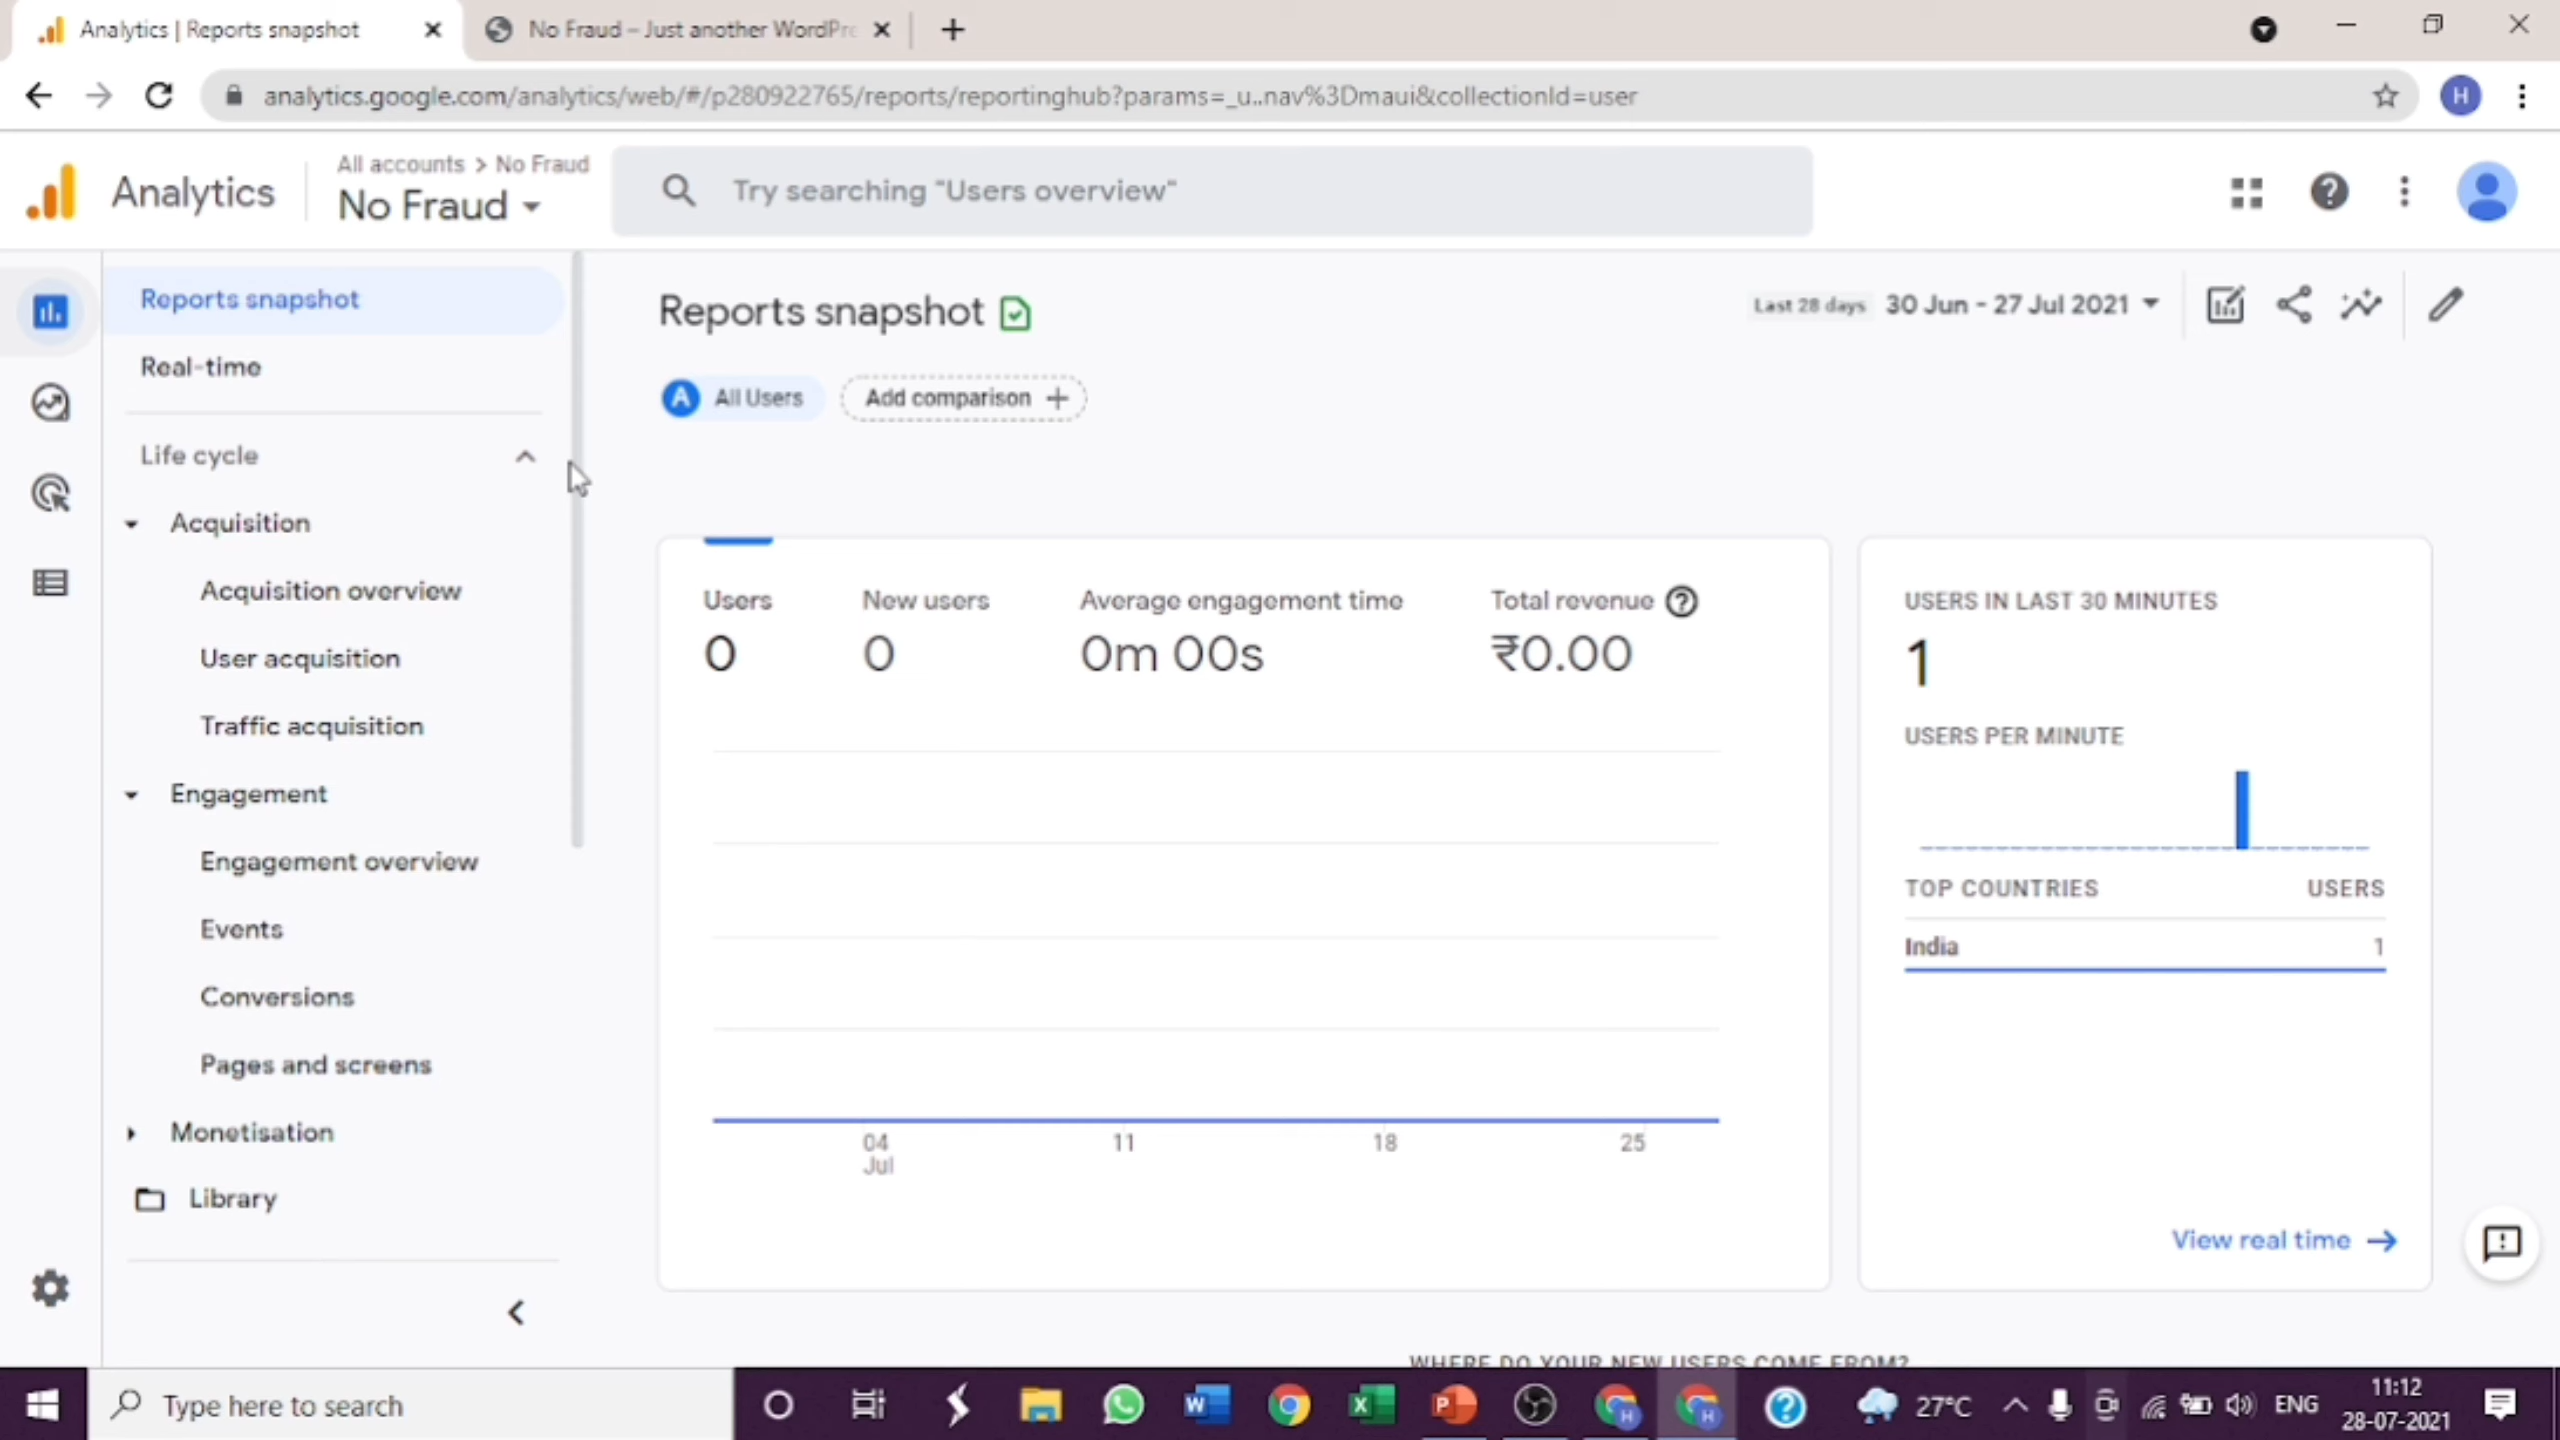 Analytics | Reports snapshot
No Fraud – Just another WordPre
analytics.google.com/analytics/web/#/p280922765/reports/reportinghub?params=_u..nav%3Dmaui&collectionId=user
H
Analytics
All accounts > No Fraud
No Fraud
Try searching "Users overview"
Reports snapshot
Real-time
Life cycle
Acquisition
Acquisition overview
User acquisition
Traffic acquisition
Engagement
Engagement overview
Events
Conversions
Pages and screens
Monetisation
Library
Reports snapshot
Last 28 days 30 Jun - 27 Jul 2021
A All Users
Add comparison +
Users
0
New users
0
Average engagement time
0m 00s
Total revenue
₹0.00
04
Jul
11
18
25
USERS IN LAST 30 MINUTES
1
USERS PER MINUTE
TOP COUNTRIES USERS
India 1
View real time
WHERE DO YOUR NEW USERS COME FROM?
Type here to search
27°C
ENG
11:12
28-07-2021